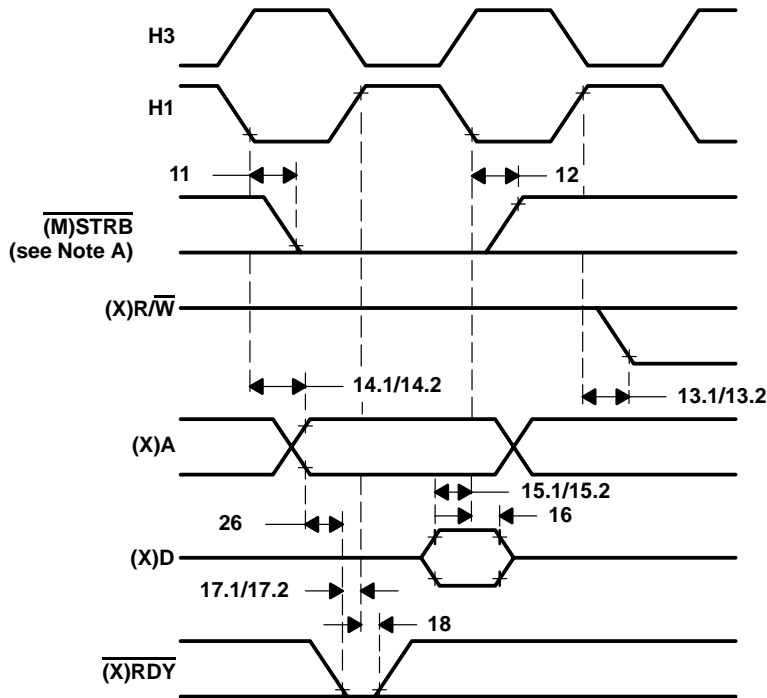 H3
H1
11
12
(M)STRB
(see Note A)
(X)R/W
14.1/14.2
13.1/13.2
(X)A
15.1/15.2
26
16
(X)D
17.1/17.2
18
(X)RDY